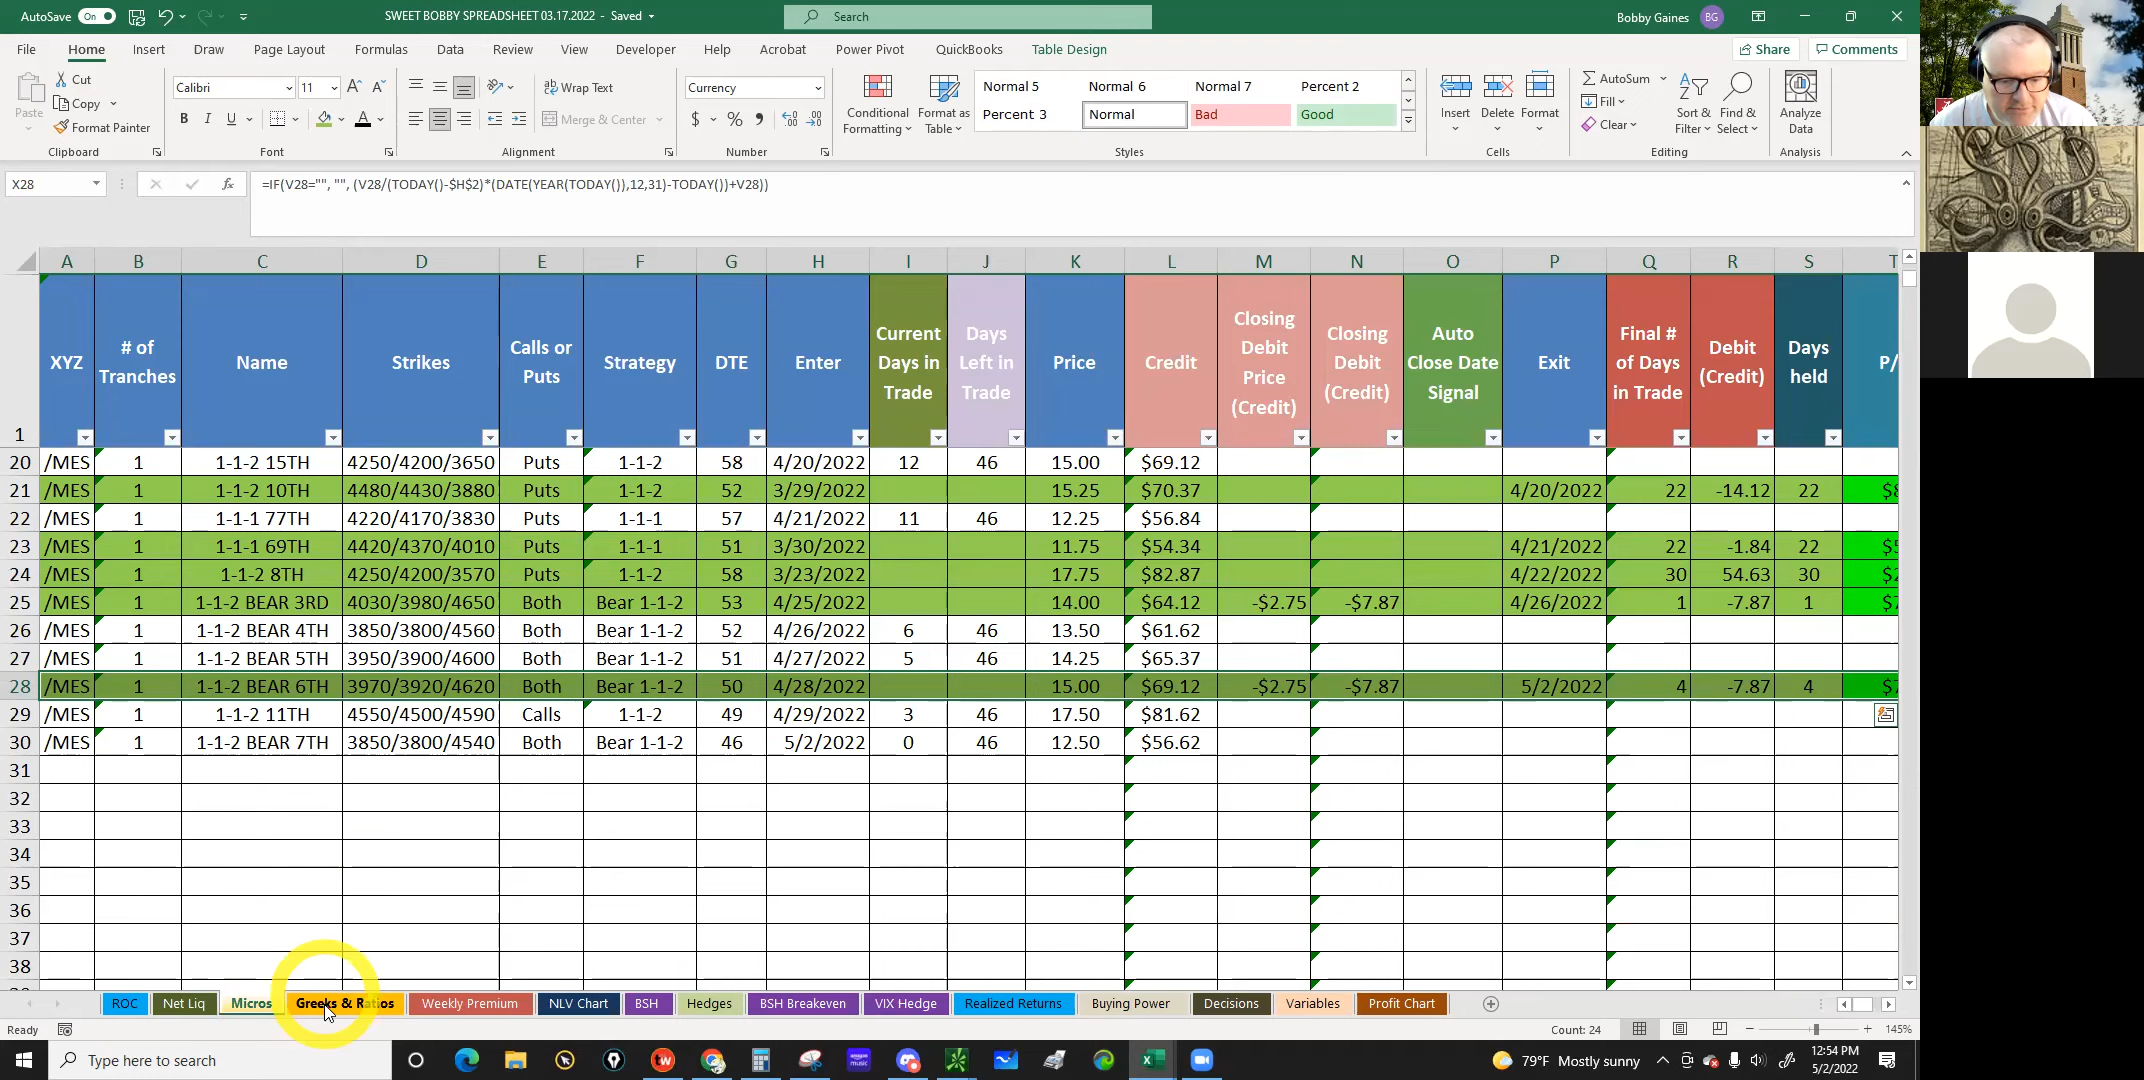 AutoSave On SWEET BOBBY SPREADSHEET 03.17.2022 - Saved Search Bobby Gaines BG
File Home Insert Draw Page Layout Formulas Data Review View Developer Help Acrobat Power Pivot QuickBooks Table Design Share Comments
Paste Cut Copy Format Painter Clipboard
Calibri 11 B I U Font
Wrap Text Merge & Center Alignment
Currency $ % Number
Conditional Formatting Format as Table
Normal 5 Normal 6 Normal 7 Percent 2
Percent 3 Normal Bad Good
Styles
Insert Delete Format Cells
AutoSum Fill Clear Sort & Filter Find & Select Editing
Analyze Data Analysis
X28 fx =IF(V28="", "", (V28/(TODAY()-$H$2)*(DATE(YEAR(TODAY()),12,31)-TODAY())+V28))
A B C D E F G H I J K L M N O P Q R S T
1 XYZ # of Tranches Name Strikes Calls or Puts Strategy DTE Enter Current Days in Trade Days Left in Trade Price Credit Closing Debit Price (Credit) Closing Debit (Credit) Auto Close Date Signal Exit Final # of Days in Trade Debit (Credit) Days held P/
20 /MES 1 1-1-2 15TH 4250/4200/3650 Puts 1-1-2 58 4/20/2022 12 46 15.00 $69.12
21 /MES 1 1-1-2 10TH 4480/4430/3880 Puts 1-1-2 52 3/29/2022 15.25 $70.37 4/20/2022 22 -14.12 22
22 /MES 1 1-1-1 77TH 4220/4170/3830 Puts 1-1-1 57 4/21/2022 11 46 12.25 $56.84
23 /MES 1 1-1-1 69TH 4420/4370/4010 Puts 1-1-1 51 3/30/2022 11.75 $54.34 4/21/2022 22 -1.84 22
24 /MES 1 1-1-2 8TH 4250/4200/3570 Puts 1-1-2 58 3/23/2022 17.75 $82.87 4/22/2022 30 54.63 30
25 /MES 1 1-1-2 BEAR 3RD 4030/3980/4650 Both Bear 1-1-2 53 4/25/2022 14.00 $64.12 -$2.75 -$7.87 4/26/2022 1 -7.87 1
26 /MES 1 1-1-2 BEAR 4TH 3850/3800/4560 Both Bear 1-1-2 52 4/26/2022 6 46 13.50 $61.62
27 /MES 1 1-1-2 BEAR 5TH 3950/3900/4600 Both Bear 1-1-2 51 4/27/2022 5 46 14.25 $65.37
28 /MES 1 1-1-2 BEAR 6TH 3970/3920/4620 Both Bear 1-1-2 50 4/28/2022 15.00 $69.12 -$2.75 -$7.87 5/2/2022 4 -7.87 4
29 /MES 1 1-1-2 11TH 4550/4500/4590 Calls 1-1-2 49 4/29/2022 3 46 17.50 $81.62
30 /MES 1 1-1-2 BEAR 7TH 3850/3800/4540 Both Bear 1-1-2 46 5/2/2022 0 46 12.50 $56.62
31
32
33
34
35
36
37
38
ROC Net Liq Micros Greeks & Ratios Weekly Premium NLV Chart BSH Hedges BSH Breakeven VIX Hedge Realized Returns Buying Power Decisions Variables Profit Chart
Ready Count: 24 145%
Type here to search 79°F Mostly sunny 12:54 PM
5/2/2022